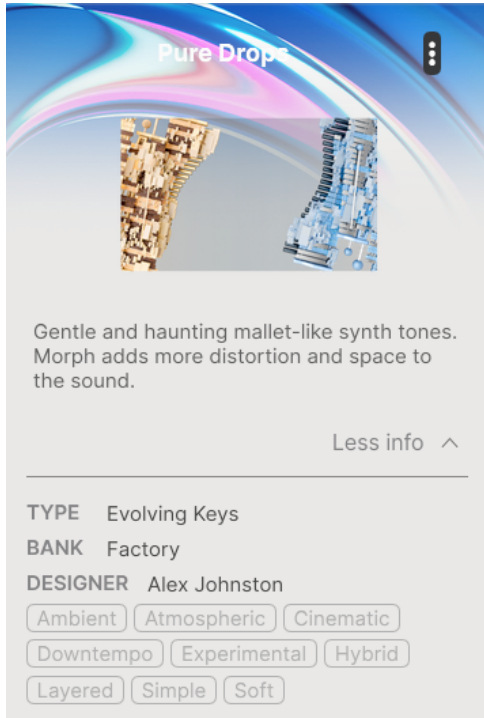 Pure Drops
Gentle and haunting mallet-like synth tones.
Morph adds more distortion and space to
the sound.
Less info
TYPE Evolving Keys
BANK Factory
DESIGNER Alex Johnston
Ambient Atmospheric Cinematic
Downtempo Experimental Hybrid
Layered Simple Soft